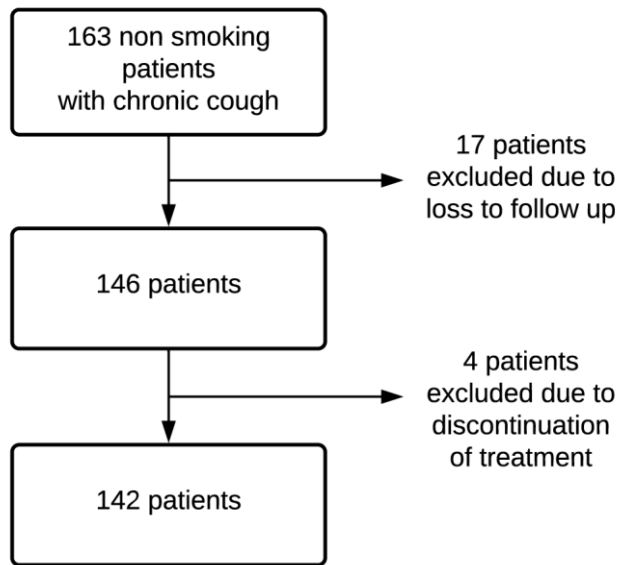 163 non smoking
patients
with chronic cough
17 patients
excluded due to
loss to follow up
146 patients
4 patients
excluded due to
discontinuation
of treatment
142 patients